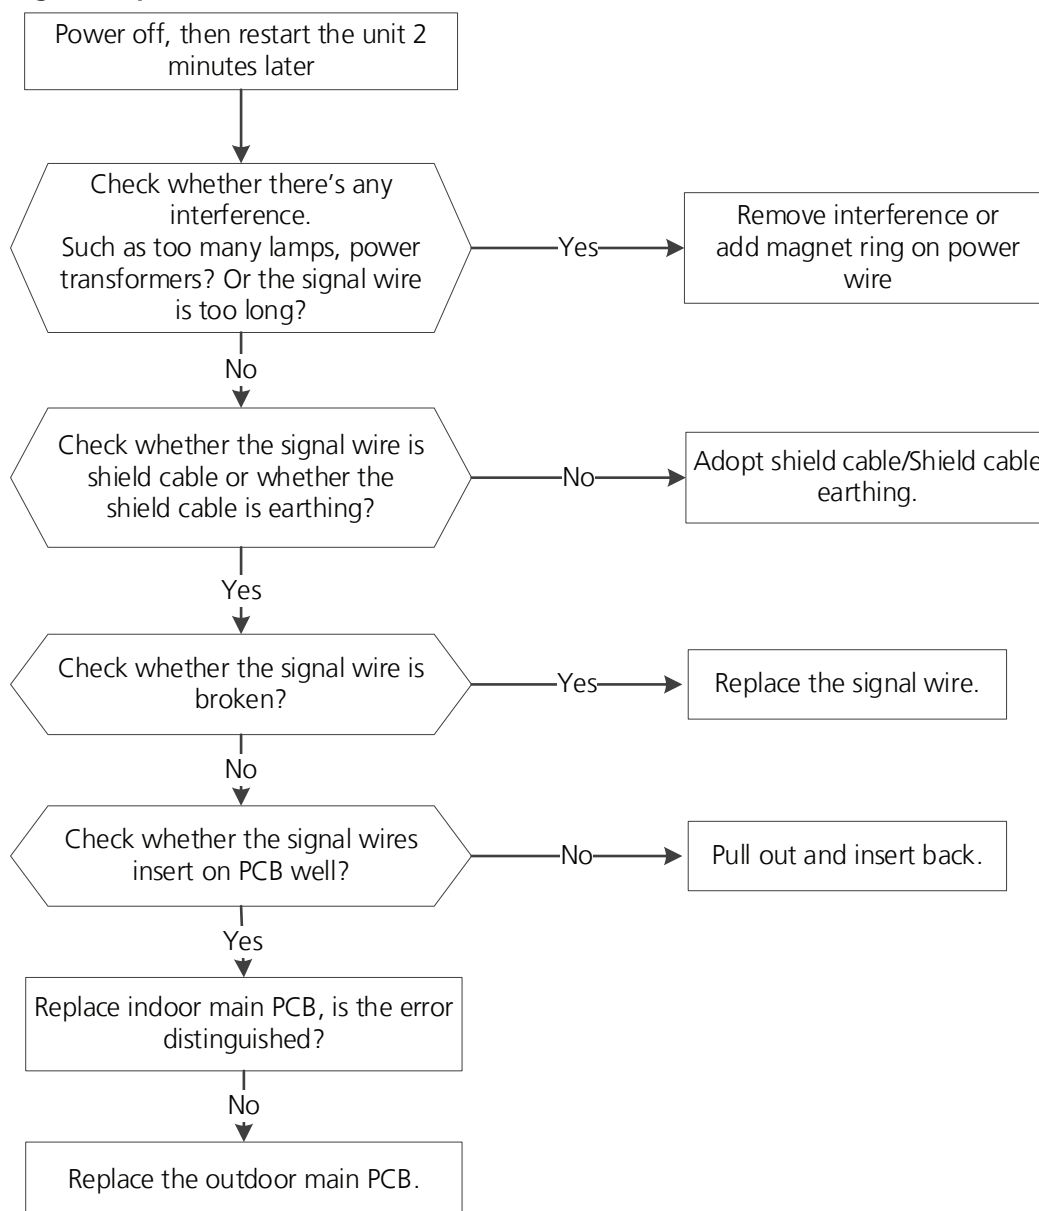 Power off, then restart the unit 2
minutes later
Check whether there’s any
interference.
Such as too many lamps, power
transformers? Or the signal wire
is too long?
Yes
Remove interference or
add magnet ring on power
wire
No
Check whether the signal wire is
shield cable or whether the
shield cable is earthing?
No
Adopt shield cable/Shield cable
earthing.
Yes
Check whether the signal wire is
broken?
Yes
Replace the signal wire.
No
Check whether the signal wires
insert on PCB well?
No
Pull out and insert back.
Yes
Replace indoor main PCB, is the error
distinguished?
No
Replace the outdoor main PCB.